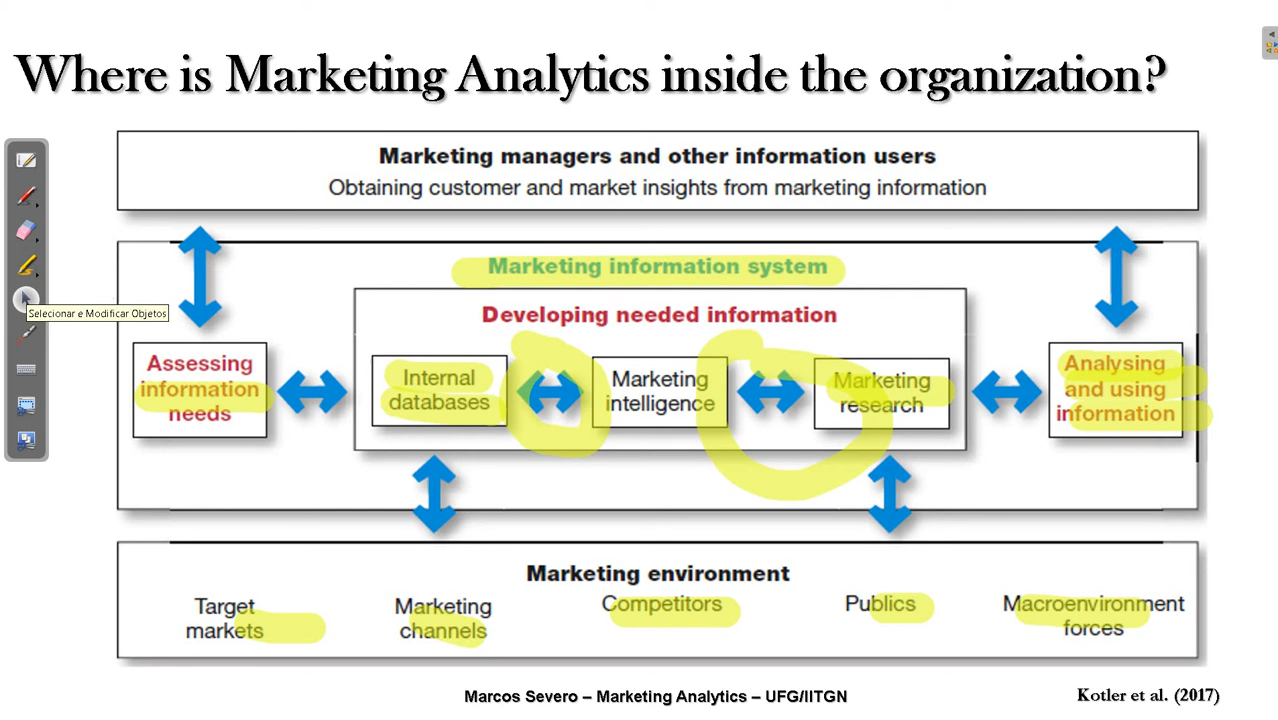 Where is Marketing Analytics inside the organization?
Marketing managers and other information users
Obtaining customer and market insights from marketing information
Marketing information system
Developing needed information
Assessing
information
needs
Internal
databases
Marketing
intelligence
Marketing
research
Analysing
and using
information
Selecionar e Modificar Objetos
Marketing environment
Target
markets
Marketing
channels
Competitors
Publics
Macroenvironment
forces
Marcos Severo – Marketing Analytics – UFG/IITGN
Kotler et al. (2017)